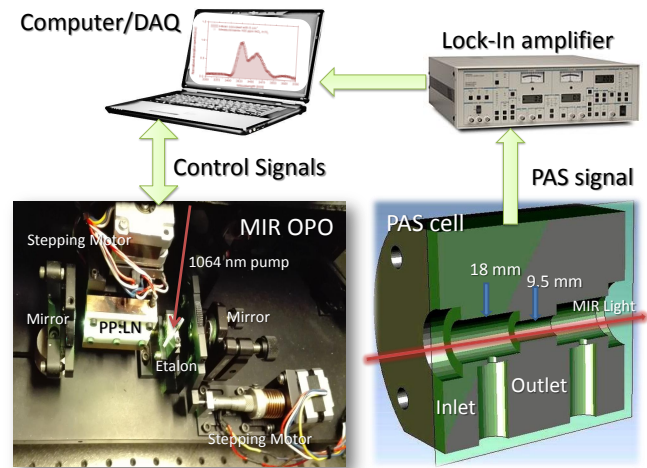 Computer/DAQ
Lock-In amplifier
Control Signals
PAS signal
MIR OPO
Stepping Motor
1064 nm pump
Mirror
PP:LN
Mirror
Etalon
Stepping Motor
PAS cell
18 mm
9.5 mm
MIR Light
Inlet
Outlet